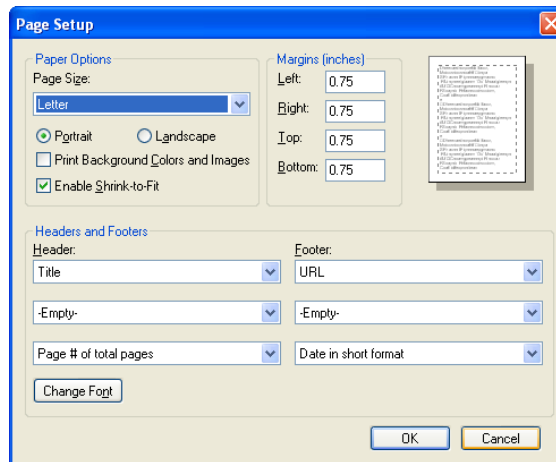 Page Setup
Paper Options
Page Size:
Letter
Portrait
Landscape
Print Background Colors and Images
Enable Shrink-to-Fit
Margins (inches)
Left: 0.75
Right: 0.75
Top: 0.75
Bottom: 0.75
Headers and Footers
Header: Footer:
Title URL
-Empty- -Empty-
Page # of total pages Date in short format
Change Font
OK Cancel